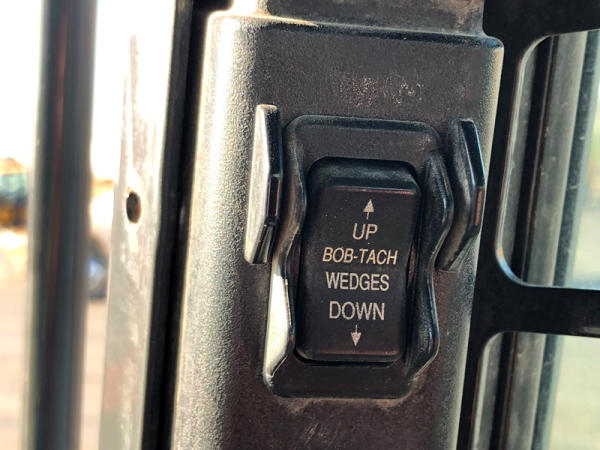 UP
BOB-TACH
WEDGES
DOWN